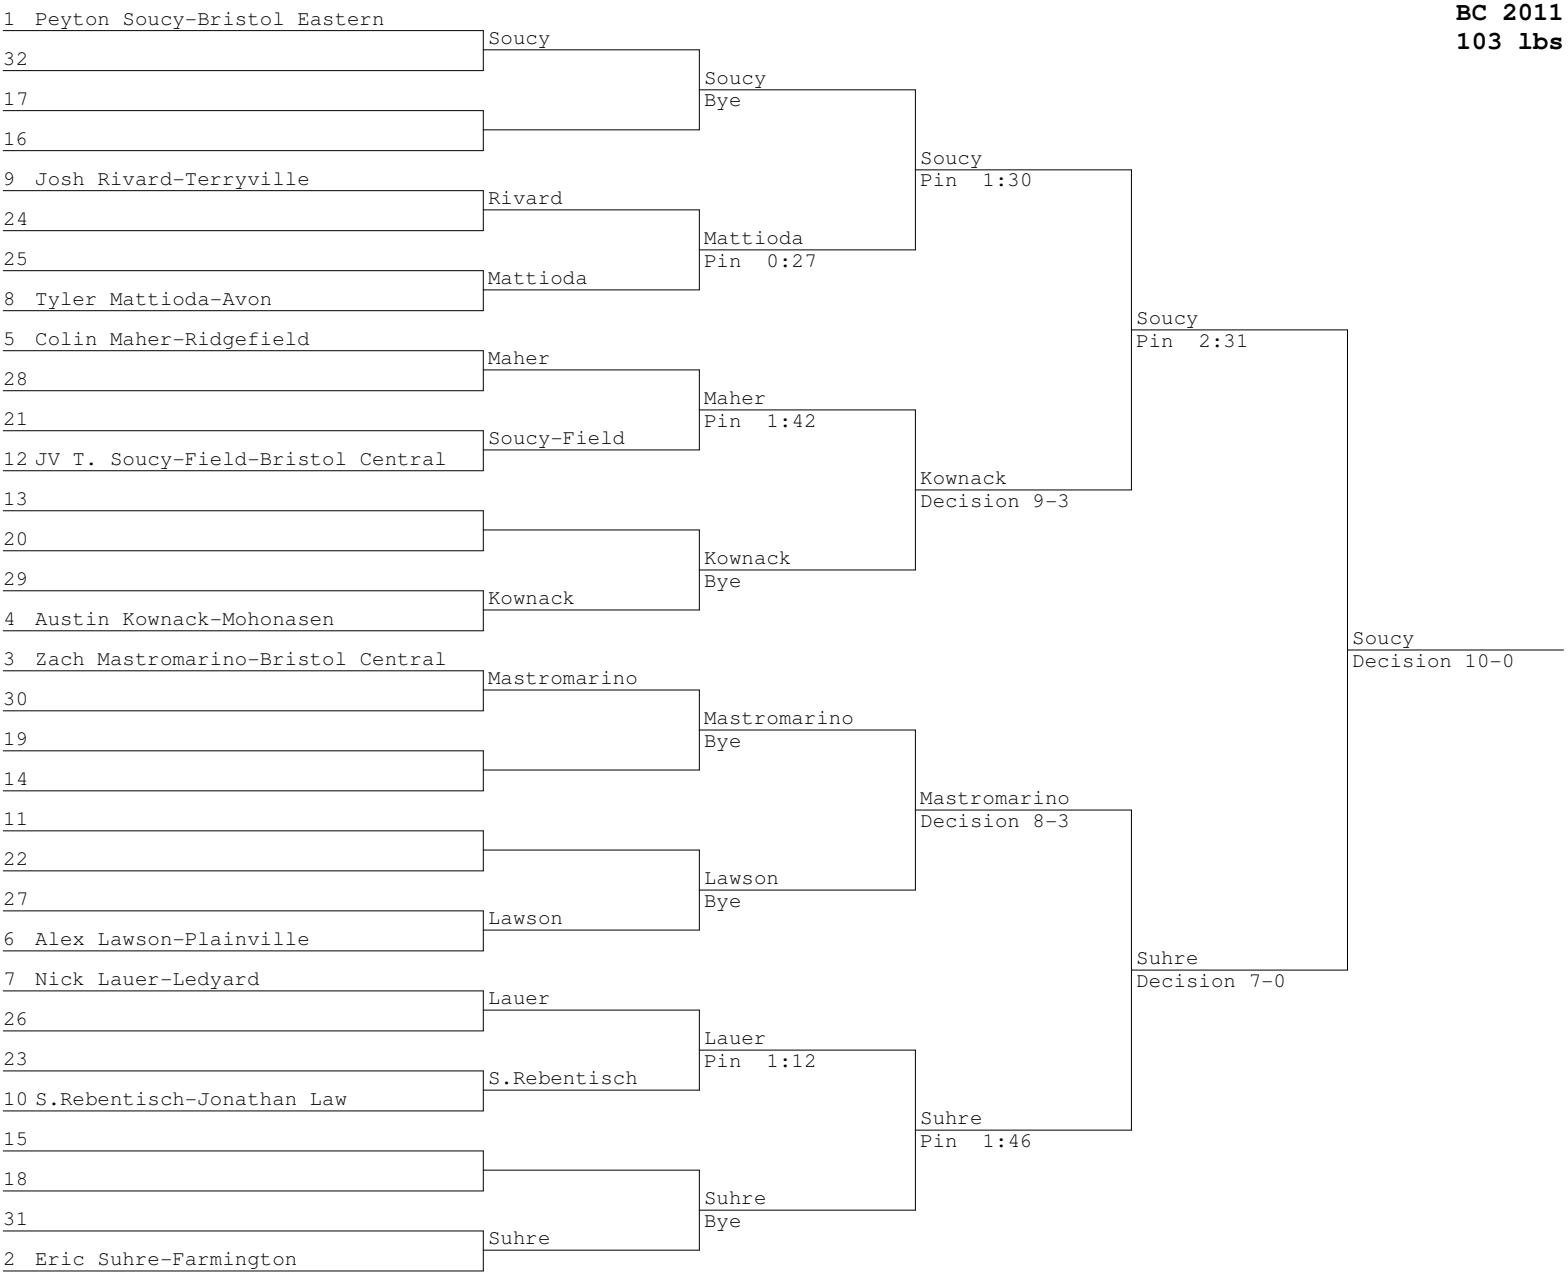 BC 2011
103 lbs
1 Peyton Soucy-Bristol Eastern
32
17
16
9 Josh Rivard-Terryville
24
25
8 Tyler Mattioda-Avon
5 Colin Maher-Ridgefield
28
21
12 JV T. Soucy-Field-Bristol Central
13
20
29
4 Austin Kownack-Mohonasen
3 Zach Mastromarino-Bristol Central
30
19
14
11
22
27
6 Alex Lawson-Plainville
7 Nick Lauer-Ledyard
26
23
10 S.Rebentisch-Jonathan Law
15
18
31
2 Eric Suhre-Farmington
Soucy
Rivard
Mattioda
Maher
Soucy-Field
Kownack
Mastromarino
Lawson
Lauer
S.Rebentisch
Suhre
Soucy
Bye
Mattioda
Pin 0:27
Maher
Pin 1:42
Kownack
Bye
Mastromarino
Bye
Lawson
Bye
Lauer
Pin 1:12
Suhre
Bye
Soucy
Pin 1:30
Kownack
Decision 9-3
Mastromarino
Decision 8-3
Suhre
Pin 1:46
Soucy
Pin 2:31
Suhre
Decision 7-0
Soucy
Decision 10-0